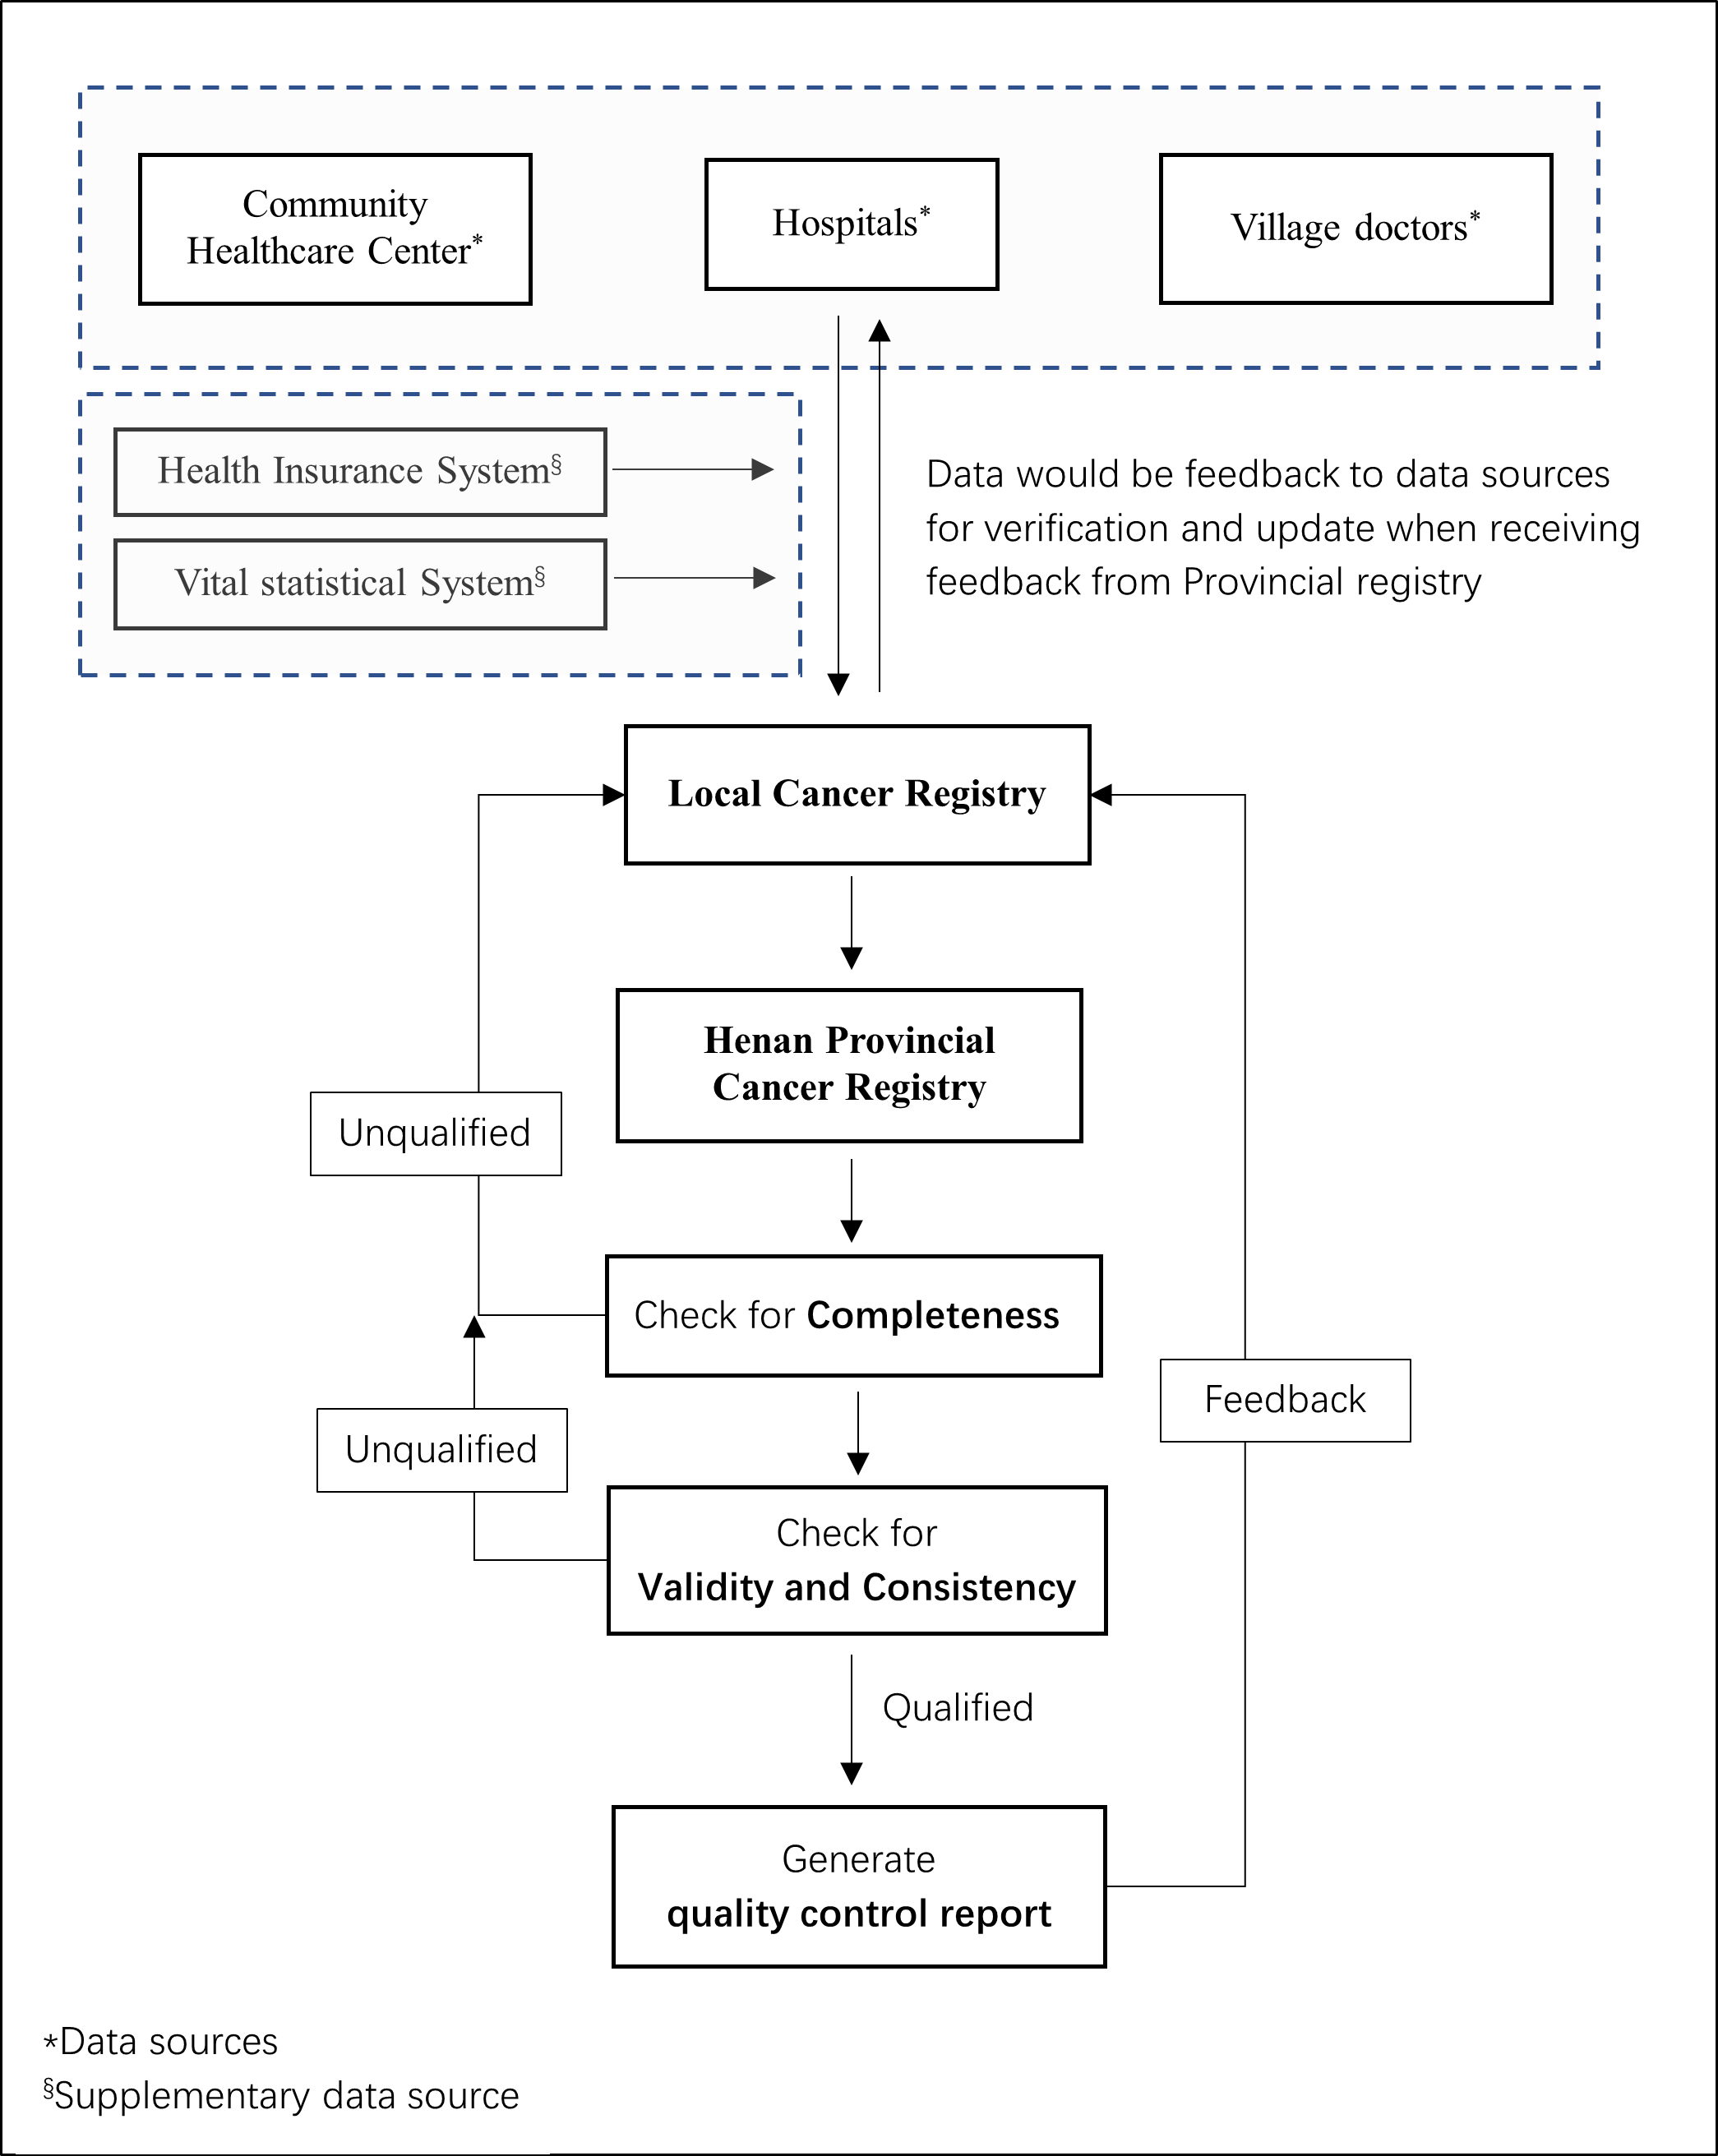 Community
Healthcare Center*
Hospitals*
Village doctors*
Health Insurance System§
Vital statistical System§
Data would be feedback to data sources
for verification and update when receiving
feedback from Provincial registry
Local Cancer Registry
Henan Provincial
Cancer Registry
Unqualified
Check for Completeness
Feedback
Unqualified
Check for
Validity and Consistency
Qualified
Generate
quality control report
*Data sources
§Supplementary data source